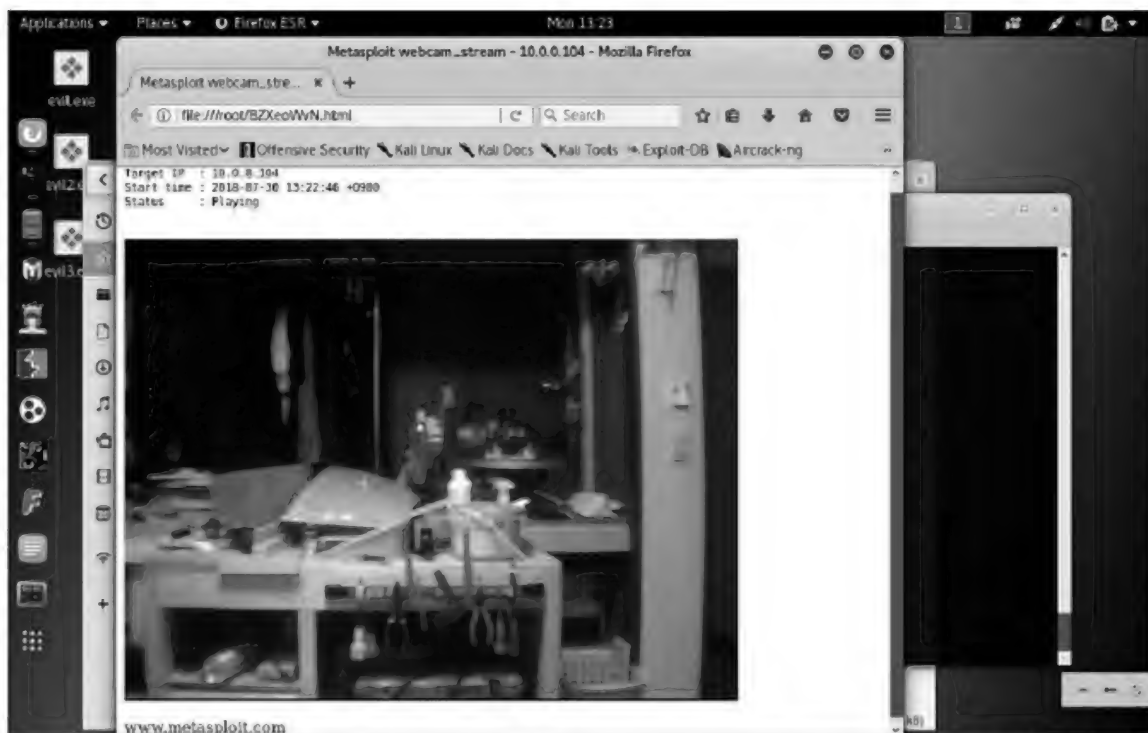 Applications Places Firefox ESR Mon 13:23 1
Metasploit webcam_stream - 10.0.0.104 - Mozilla Firefox
evil.exe
Metasploit webcam_stre... × +
file:///root/BZXeoWvN.html Search
Most Visited Offensive Security Kali Linux Kali Docs Kali Tools Exploit-DB Aircrack-ng »
Target IP : 10.0.0.104
Start time : 2018-07-30 13:22:46 +0900
Status : Playing
evil3.e
www.metasploit.com